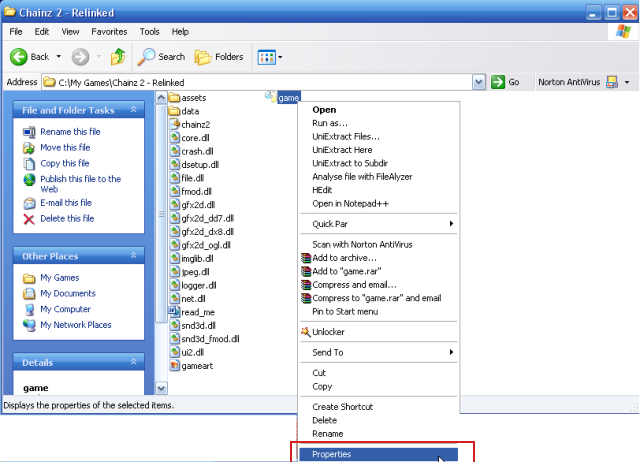 Chainz 2 - Relinked
File Edit View Favorites Tools Help
Back Search Folders
Address C:\My Games\Chainz 2 - Relinked Go Norton AntiVirus
File and Folder Tasks
Rename this file
Move this file
Copy this file
Publish this file to the
Web
E-mail this file
Delete this file
Other Places
My Games
My Documents
My Computer
My Network Places
Details
game
assets
data
chainz2
core.dll
crash.dll
dsetup.dll
file.dll
fmod.dll
gfx2d.dll
gfx2d_dd7.dll
gfx2d_dx8.dll
gfx2d_ogl.dll
imglib.dll
jpeg.dll
logger.dll
net.dll
read_me
snd3d.dll
snd3d_fmod.dll
ui2.dll
gameart
game
Open
Run as...
UniExtract Files...
UniExtract Here
UniExtract to Subdir
Analyse file with FileAlyzer
HEdit
Open in Notepad++
Quick Par
Scan with Norton AntiVirus
Add to archive...
Add to "game.rar"
Compress and email...
Compress to "game.rar" and email
Pin to Start menu
Unlocker
Send To
Cut
Copy
Create Shortcut
Delete
Rename
Properties
Displays the properties of the selected items.